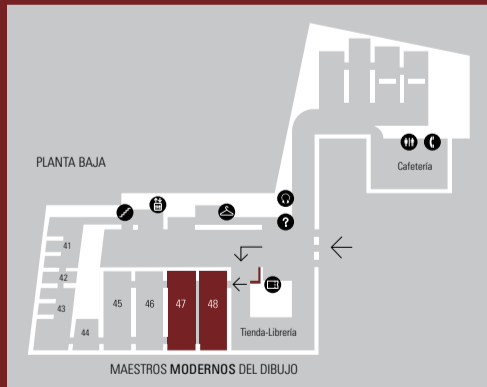 PLANTA BAJA
Cafetería
?
41
42
43
44
45
46
47
48
Tienda-Librería
MAESTROS MODERNOS DEL DIBUJO